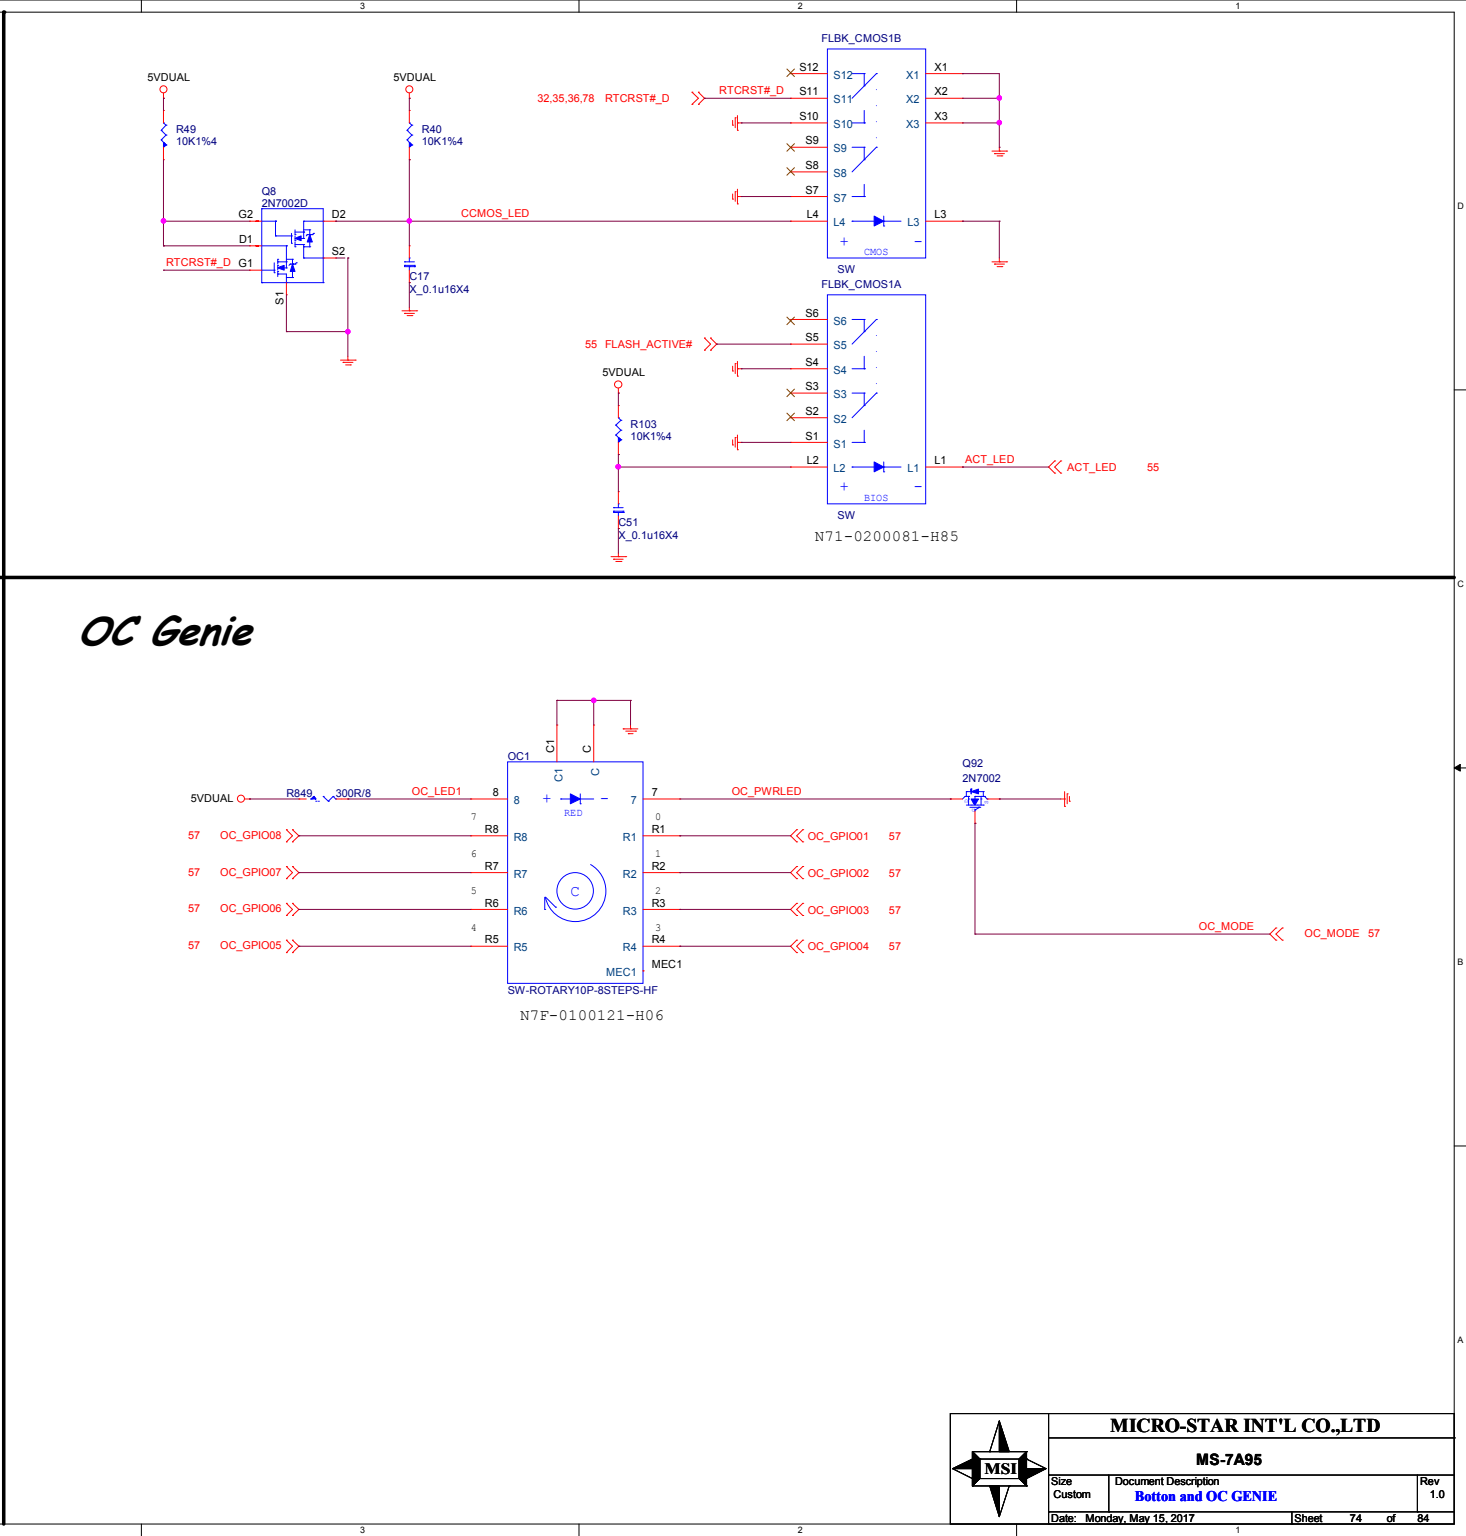 3 2 1
FLBK_CMOS1B
5VDUAL 5VDUAL
S12 S12 X1 X1
32,35,36,78 RTCRST#_D RTCRST#_D S11 S11 X2 X2
R49 R40
10K1%4 10K1%4
S10 S10 X3 X3
S9 S9
S8 S8
Q8
2N7002D
S7 S7
D
G2 D2 CCMOS_LED L4 L4 L3 L3
D1 S2
+ −
CMOS
RTCRST#_D G1
SW
C17
X_0.1u16X4
S1
FLBK_CMOS1A
S6 S6
55 FLASH_ACTIVE# S5 S5
S4 S4
5VDUAL
S3 S3
S2 S2
R103
10K1%4
S1 S1
L2 L2 L1 L1 ACT_LED ACT_LED 55
+ −
BIOS
SW
C51
X_0.1u16X4
N71-0200081-H85
C
OC Genie
C1 C
OC1
C1 C
Q92
2N7002
5VDUAL R849 300R/8 OC_LED1 8 8 + − 7 7 OC_PWRLED
RED
7 0
57 OC_GPIO08 R8 R8 R1 R1 OC_GPIO01 57
6 1
57 OC_GPIO07 R7 R7 R2 R2 OC_GPIO02 57
5 C 2
57 OC_GPIO06 R6 R6 R3 R3 OC_GPIO03 57
4 3
OC_MODE OC_MODE 57
57 OC_GPIO05 R5 R5 R4 R4 OC_GPIO04 57
MEC1 MEC1
B
SW-ROTARY10P-8STEPS-HF
N7F-0100121-H06
A
MSI
MICRO-STAR INT'L CO.,LTD
MS-7A95
Size Document Description Rev
Custom Botton and OC GENIE 1.0
Date: Monday, May 15, 2017 Sheet 74 of 84
3 2 1